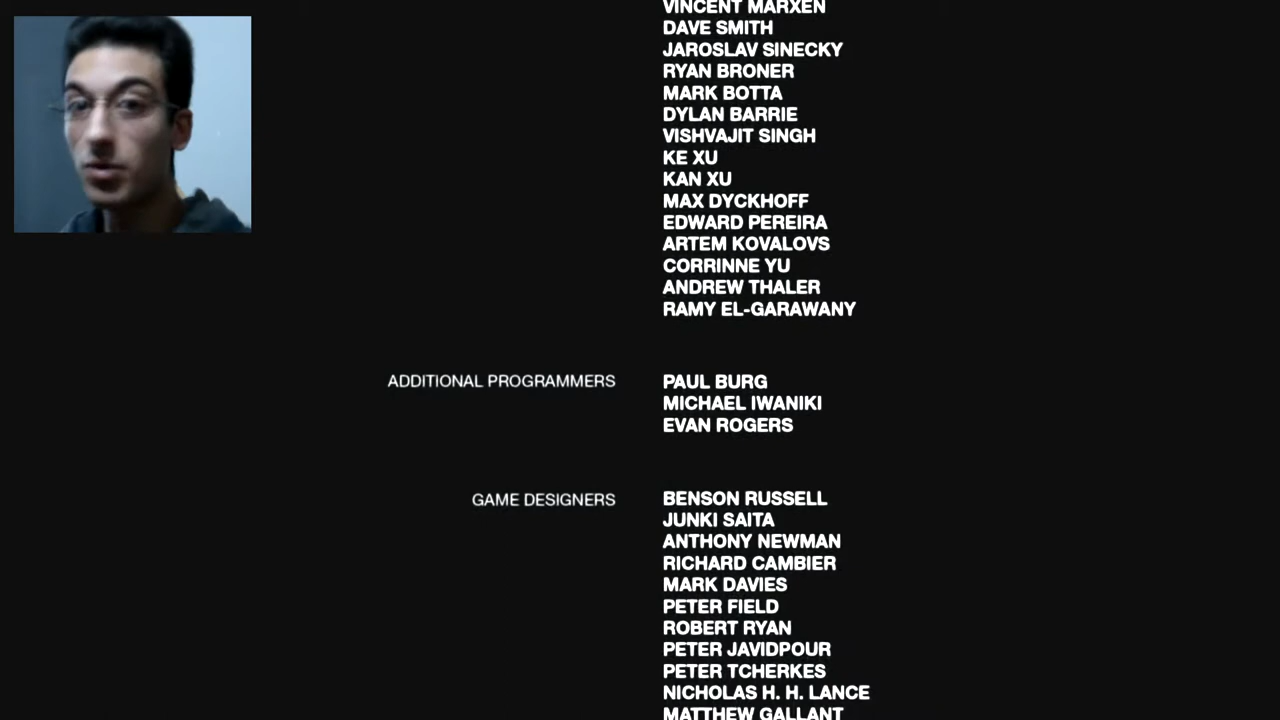 VINCENT MARXEN
DAVE SMITH
JAROSLAV SINECKY
RYAN BRONER
MARK BOTTA
DYLAN BARRIE
VISHVAJIT SINGH
KE XU
KAN XU
MAX DYCKHOFF
EDWARD PEREIRA
ARTEM KOVALOVS
CORRINNE YU
ANDREW THALER
RAMY EL-GARAWANY
ADDITIONAL PROGRAMMERS PAUL BURG
MICHAEL IWANIKI
EVAN ROGERS
GAME DESIGNERS BENSON RUSSELL
JUNKI SAITA
ANTHONY NEWMAN
RICHARD CAMBIER
MARK DAVIES
PETER FIELD
ROBERT RYAN
PETER JAVIDPOUR
PETER TCHERKES
NICHOLAS H. H. LANCE
MATTHEW GALLANT